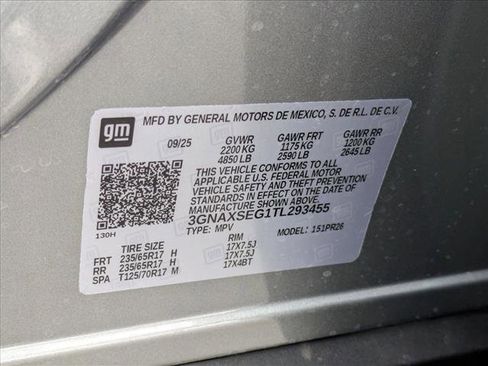 gm
MFD BY GENERAL MOTORS DE MEXICO, S. DE R.L. DE C.V.
09/25 GVWR GAWR FRT GAWR RR
2200 KG 1175 KG 1200 KG
4850 LB 2590 LB 2645 LB
THIS VEHICLE CONFORMS TO ALL
APPLICABLE U.S. FEDERAL MOTOR
VEHICLE SAFETY AND THEFT PREVENTION
STANDARDS IN EFFECT ON THE DATE OF
MANUFACTURE SHOWN ABOVE.
3GNAXSEG1TL293455
130H TYPE: MPV MODEL: 151PR26
TIRE SIZE RIM
FRT 235/65R17 H 17X7.5J
RR 235/65R17 H 17X7.5J
SPA T125/70R17 M 17X4BT